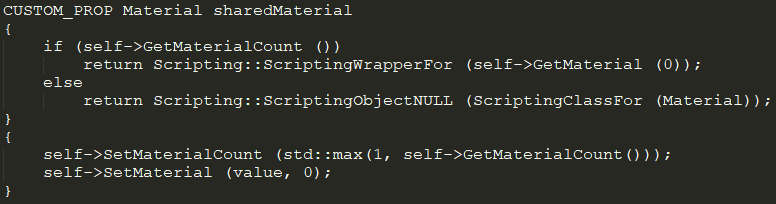 CUSTOM_PROP Material sharedMaterial
{
    if (self->GetMaterialCount ())
        return Scripting::ScriptingWrapperFor (self->GetMaterial (0));
    else
        return Scripting::ScriptingObjectNULL (ScriptingClassFor (Material));
}
{
    self->SetMaterialCount (std::max(1, self->GetMaterialCount()));
    self->SetMaterial (value, 0);
}